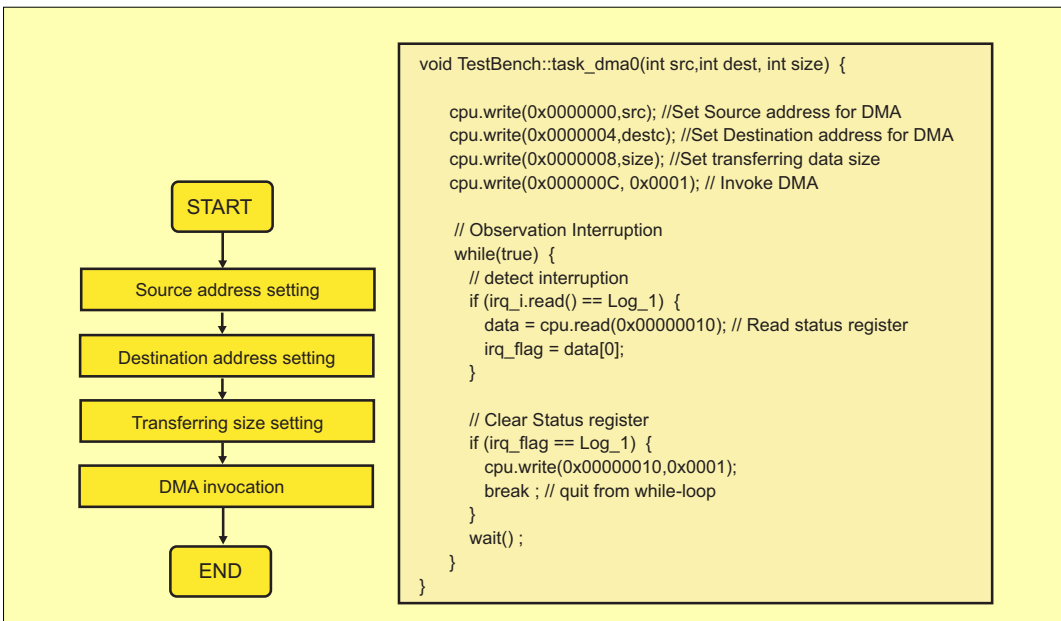 START
Source address setting
Destination address setting
Transferring size setting
DMA invocation
END
void TestBench::task_dma0(int src,int dest, int size) {
cpu.write(0x0000000,src); //Set Source address for DMA
cpu.write(0x0000004,destc); //Set Destination address for DMA
cpu.write(0x0000008,size); //Set transferring data size
cpu.write(0x000000C, 0x0001); // Invoke DMA
// Observation Interruption
while(true) {
// detect interruption
if (irq_i.read() == Log_1) {
data = cpu.read(0x00000010); // Read status register
irq_flag = data[0];
}
// Clear Status register
if (irq_flag == Log_1) {
cpu.write(0x00000010,0x0001);
break ; // quit from while-loop
}
wait() ;
}
}